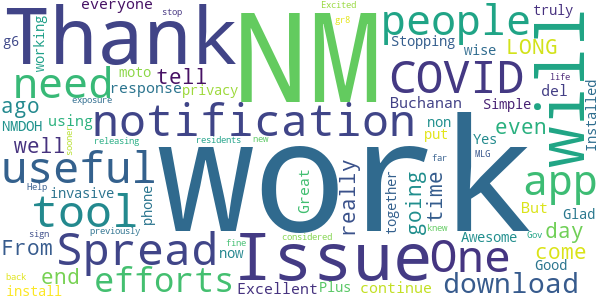 everyone
stop
Excited
gr8
g6
working
Thank
NM
people
Stopping
wise
truly
LONG
will
Installed
moto
tell
response
privacy
COVID
need
Buchanan
Simple
del
life
ago
NMDOH
using
notification
non
put
even
exposure
well
Yes
MLG
work
useful
sooner
releasing
residents
new
far
app
Help
invasive
phone
Great
really
together
going
time
knew
But
Glad
tool
sign
previously
From
Spread
now
fine
considered
Issue
One
Awesome
Gov
day
come
Good
back
install
end
efforts
Excellent
Plus
continue
download